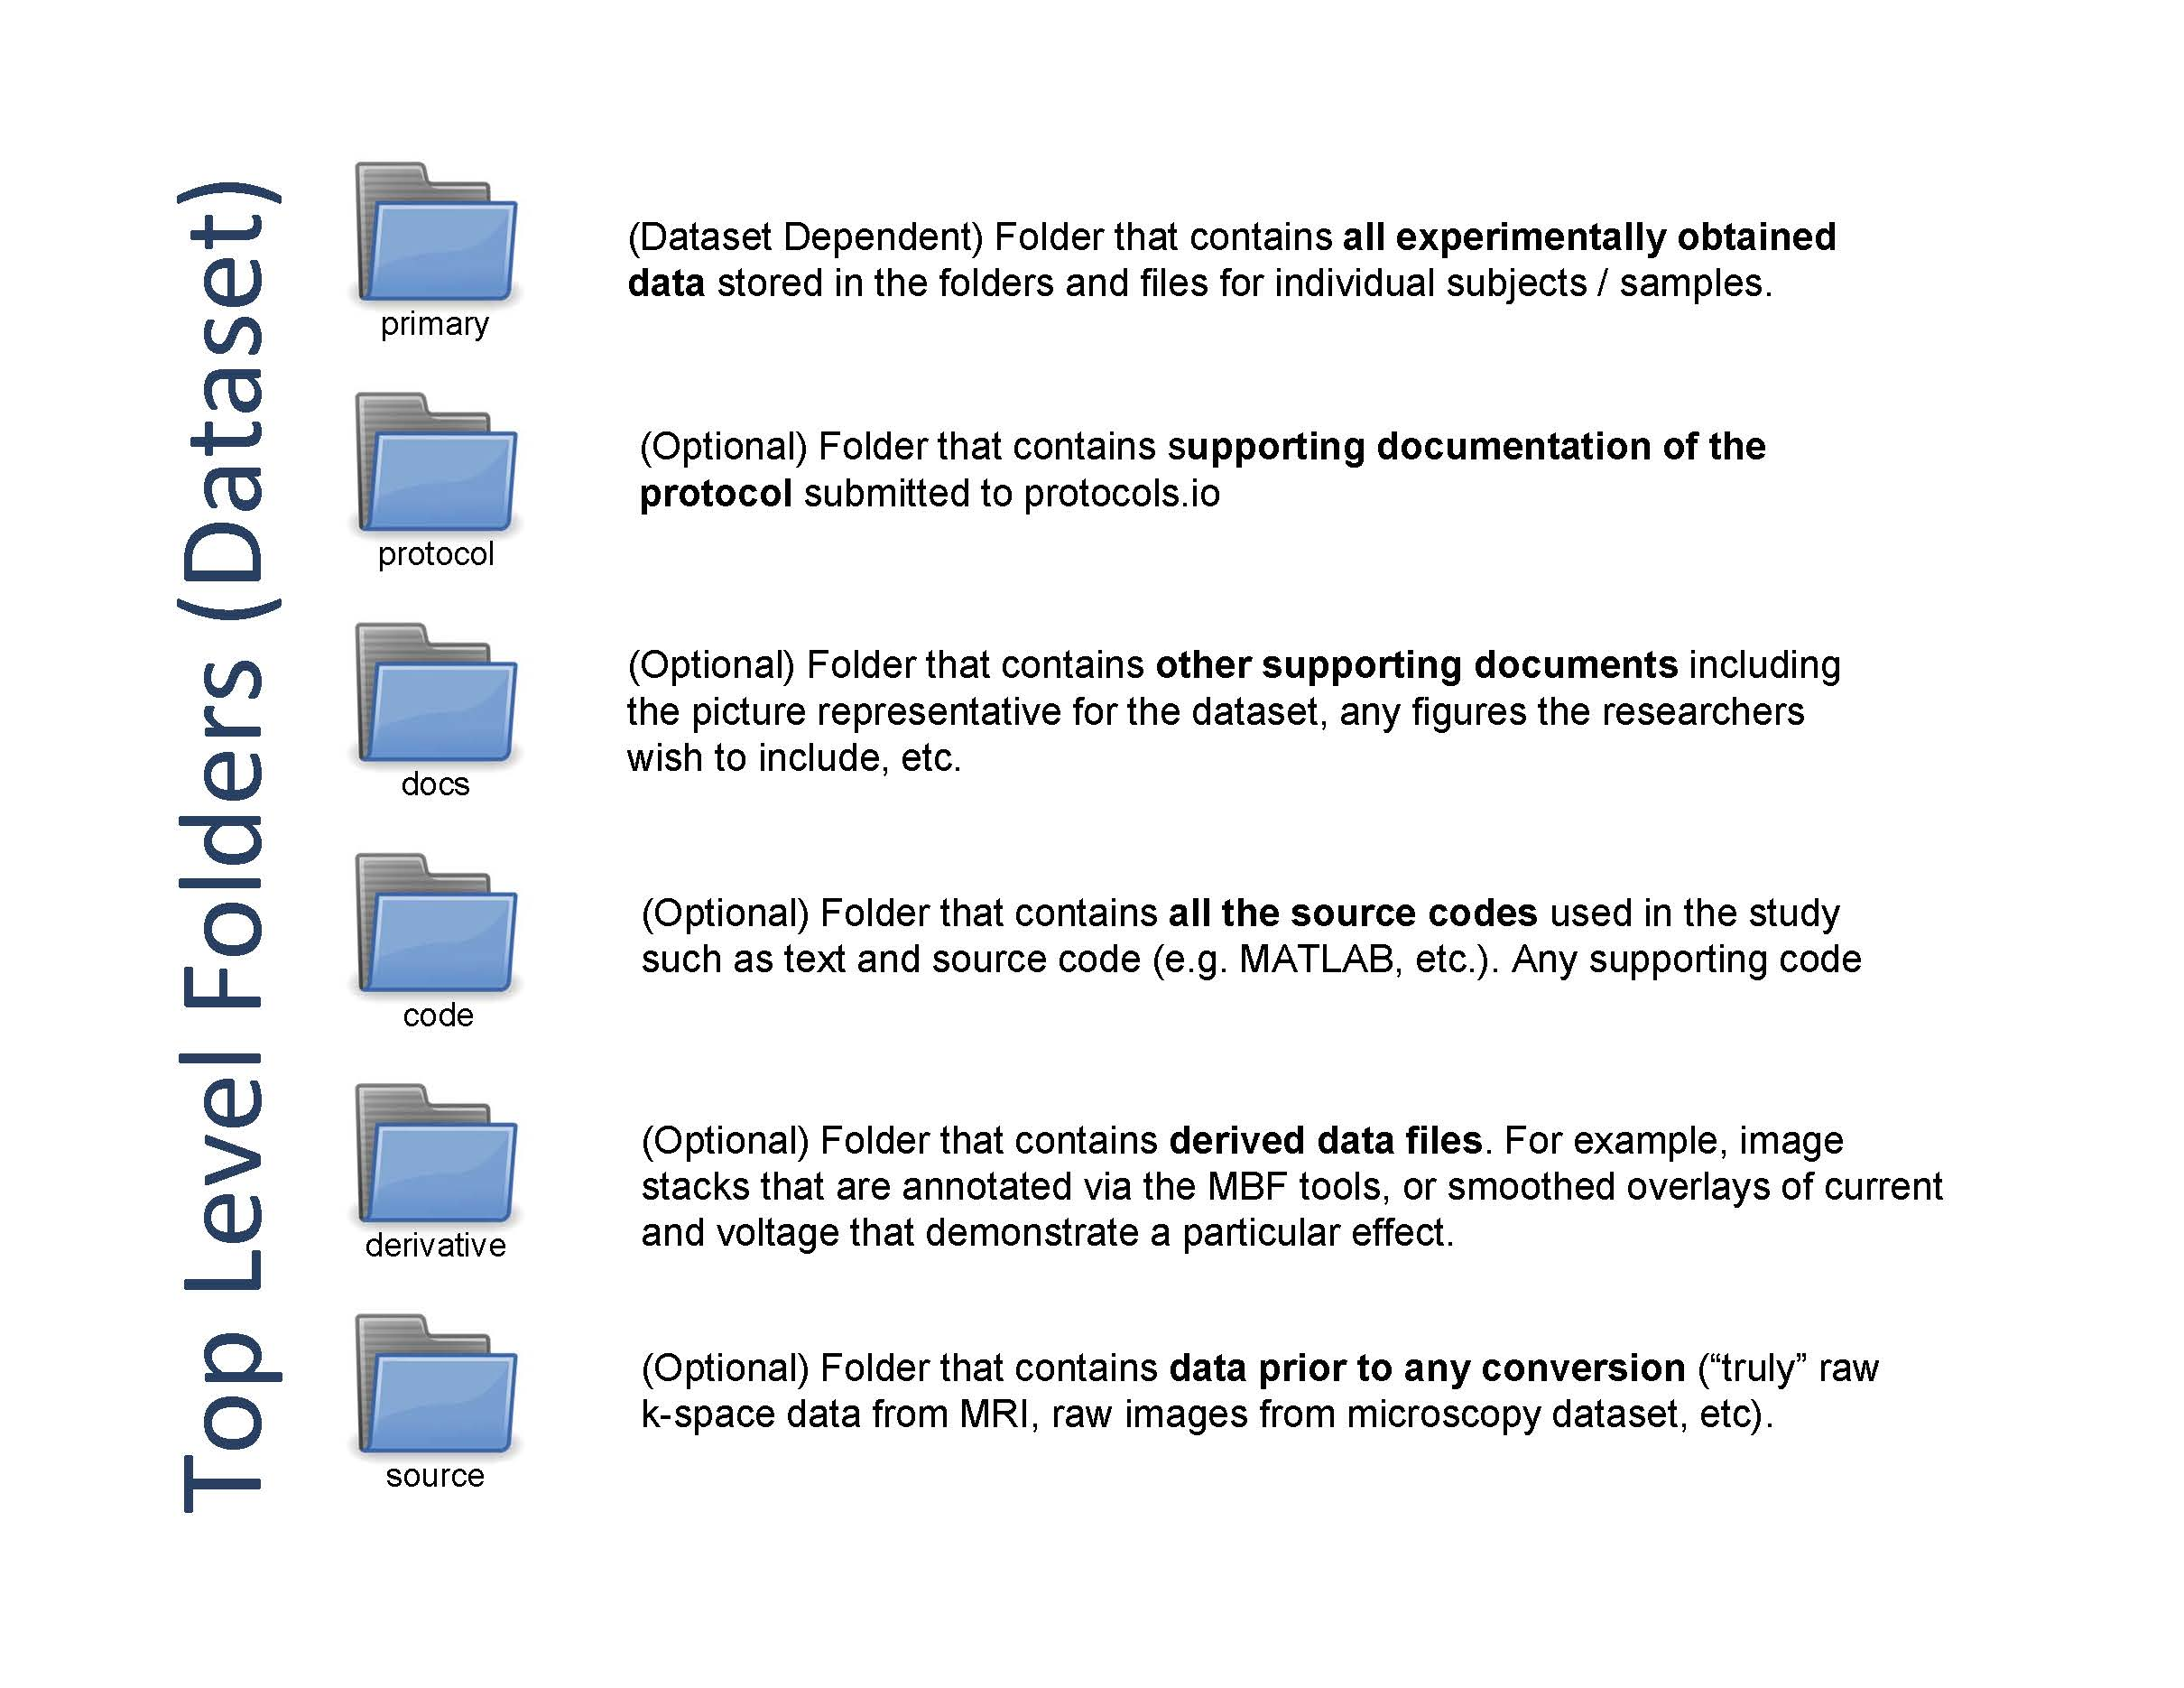 Top Level Folders (Dataset)
primary
(Dataset Dependent) Folder that contains all experimentally obtained
data stored in the folders and files for individual subjects / samples.
protocol
(Optional) Folder that contains supporting documentation of the
protocol submitted to protocols.io
docs
(Optional) Folder that contains other supporting documents including
the picture representative for the dataset, any figures the researchers
wish to include, etc.
code
(Optional) Folder that contains all the source codes used in the study
such as text and source code (e.g. MATLAB, etc.). Any supporting code
derivative
(Optional) Folder that contains derived data files. For example, image
stacks that are annotated via the MBF tools, or smoothed overlays of current
and voltage that demonstrate a particular effect.
source
(Optional) Folder that contains data prior to any conversion (“truly” raw
k-space data from MRI, raw images from microscopy dataset, etc).